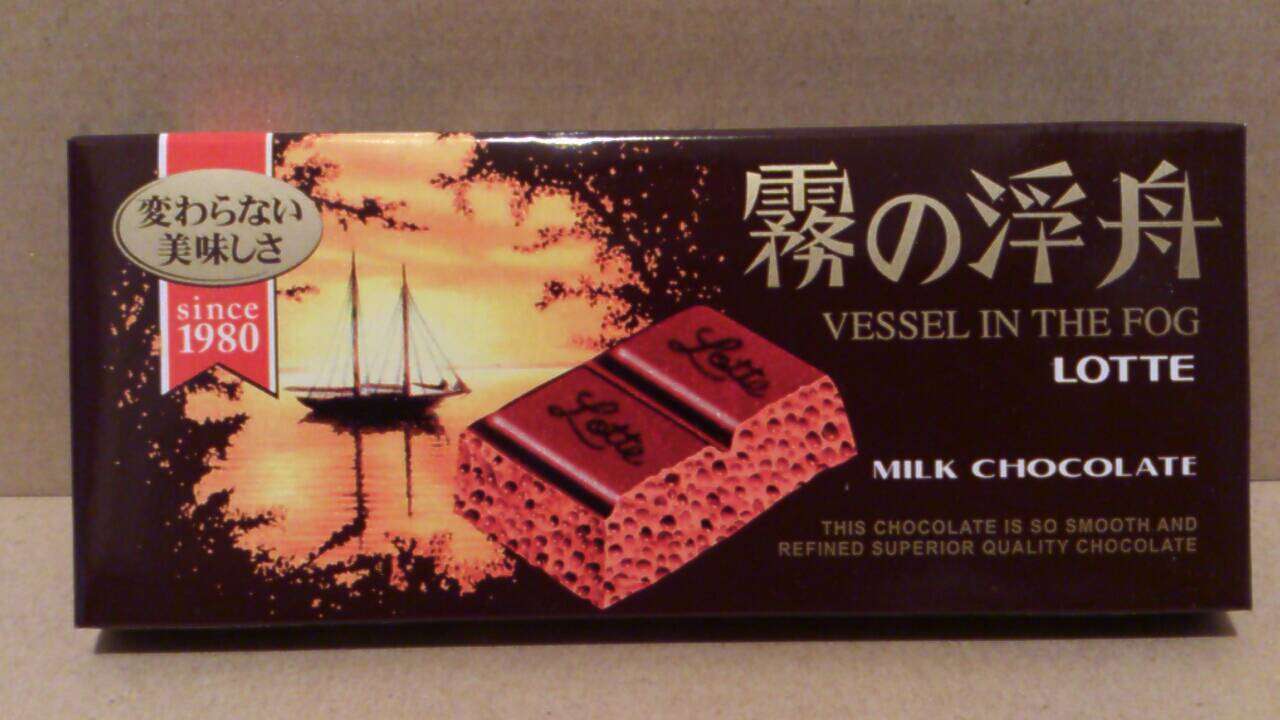 変わらない
美味しさ
since
1980
霧の浮舟
VESSEL IN THE FOG
LOTTE
Lotte
Lotte
MILK CHOCOLATE
THIS CHOCOLATE IS SO SMOOTH AND
REFINED SUPERIOR QUALITY CHOCOLATE